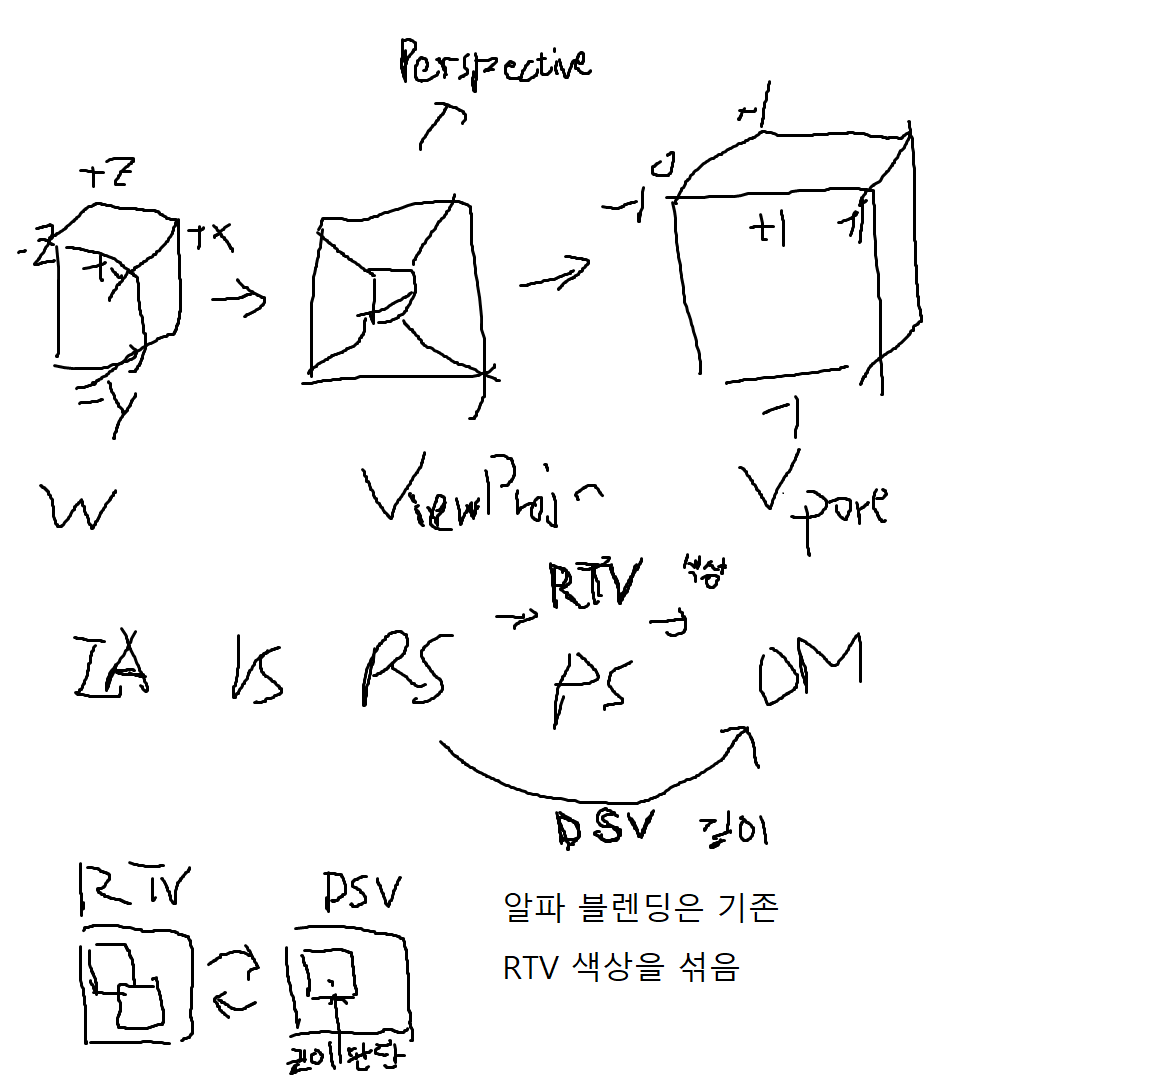 Perspective
+Z
-Z
+X
+Y
-Y
+1
0
-1
+1
-1
W
ViewProj
V pore
RTV
색상
IA
VS
RS
PS
OM
DSV
깊이
RTV
DSV
알파 블렌딩은 기존
RTV 색상을 섞음
깊이 판단